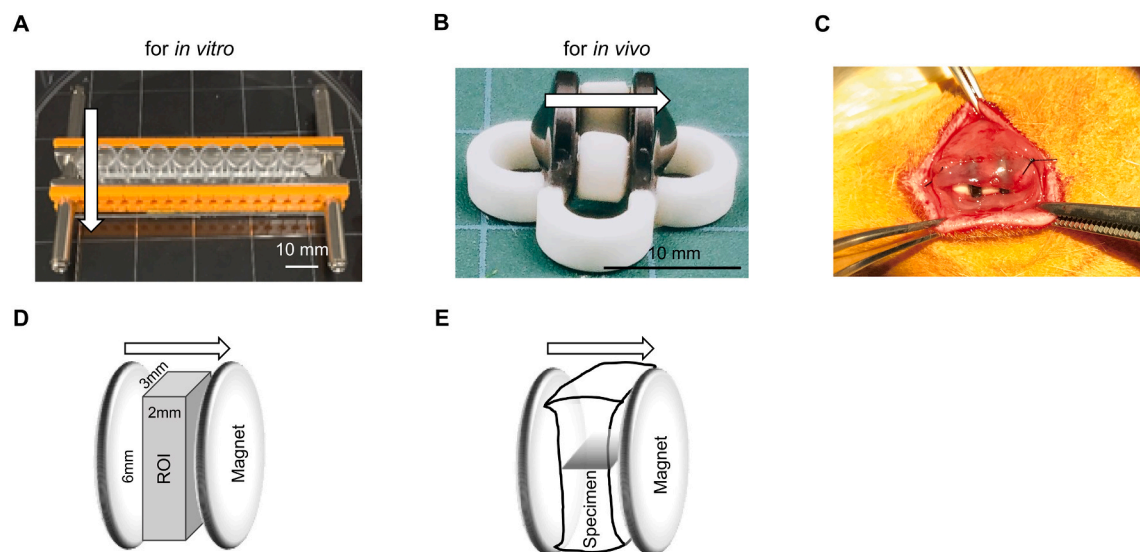 A
B
C
for in vitro
for in vivo
10 mm
10 mm
D
E
3mm
2mm
6mm
ROI
Magnet
Specimen
Magnet